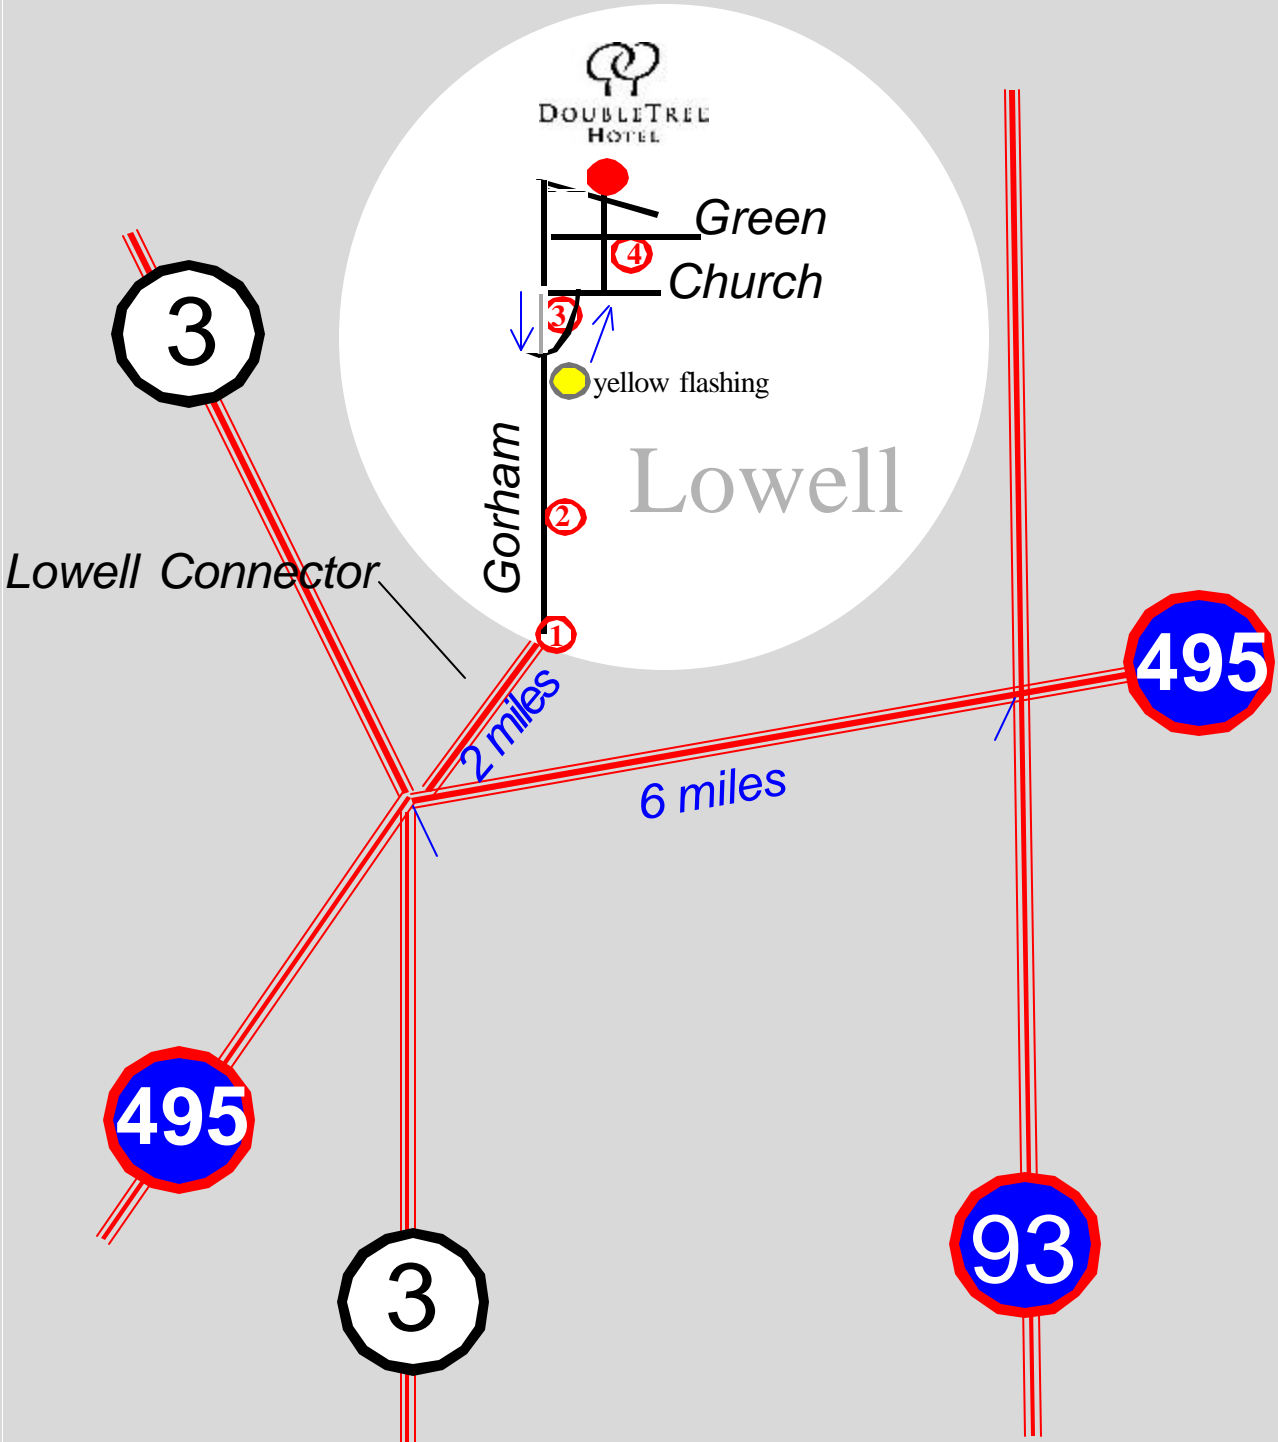 DOUBLETREE
HOTEL
Green
4
Church
3
3
yellow flashing
Gorham
Lowell
2
Lowell Connector
1
495
2 miles
6 miles
495
93
3